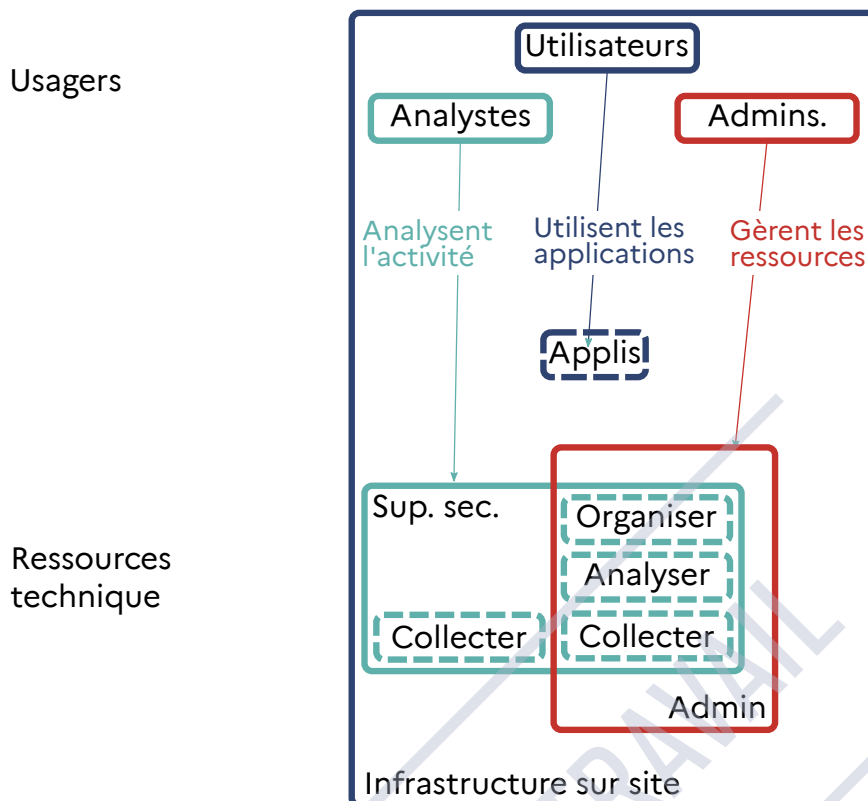 Utilisateurs
Usagers
Analystes
Admins.
Analysent
l'activité
Utilisent les
applications
Gèrent les
ressources
Applis
Sup. sec.
Organiser
Analyser
Ressources
technique
Collecter
Collecter
Admin
Infrastructure sur site
TRAVAIL